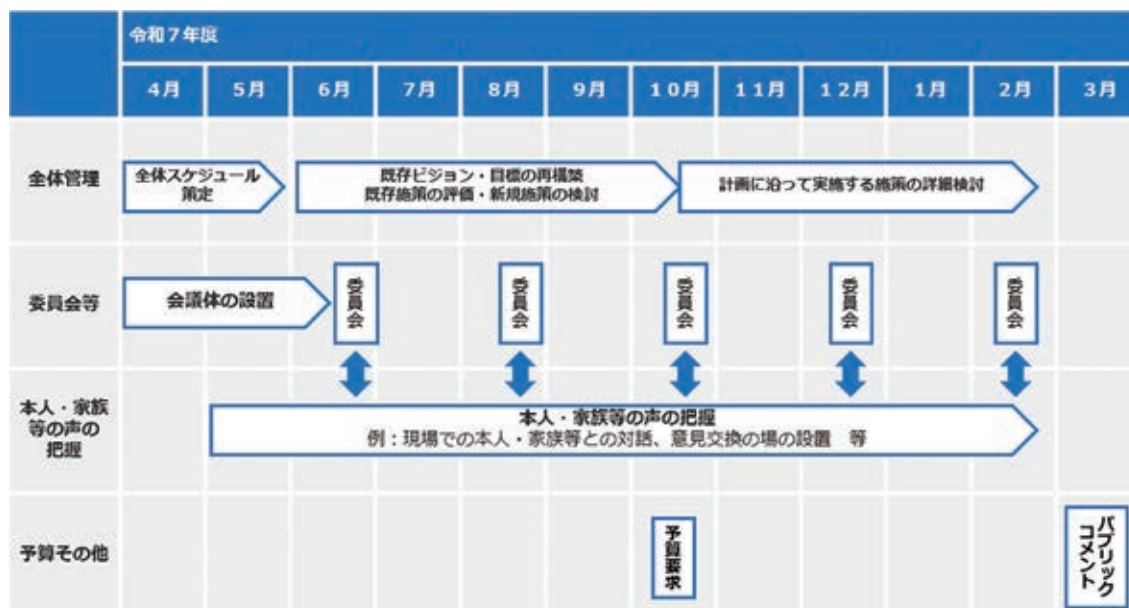 令和７年度
4月
5月
6月
7月
8月
9月
10月
11月
12月
1月
2月
3月
全体管理
全体スケジュール
策定
既存ビジョン・目標の再構築
既存施策の評価・新規施策の検討
計画に沿って実施する施策の詳細検討
委員会等
会議体の設置
委員会
委員会
委員会
委員会
委員会
本人・家族
等の声の
把握
本人・家族等の声の把握
例：現場での本人・家族等との対話、意見交換の場の設置　等
予算その他
予算要求
パブリック
コメント